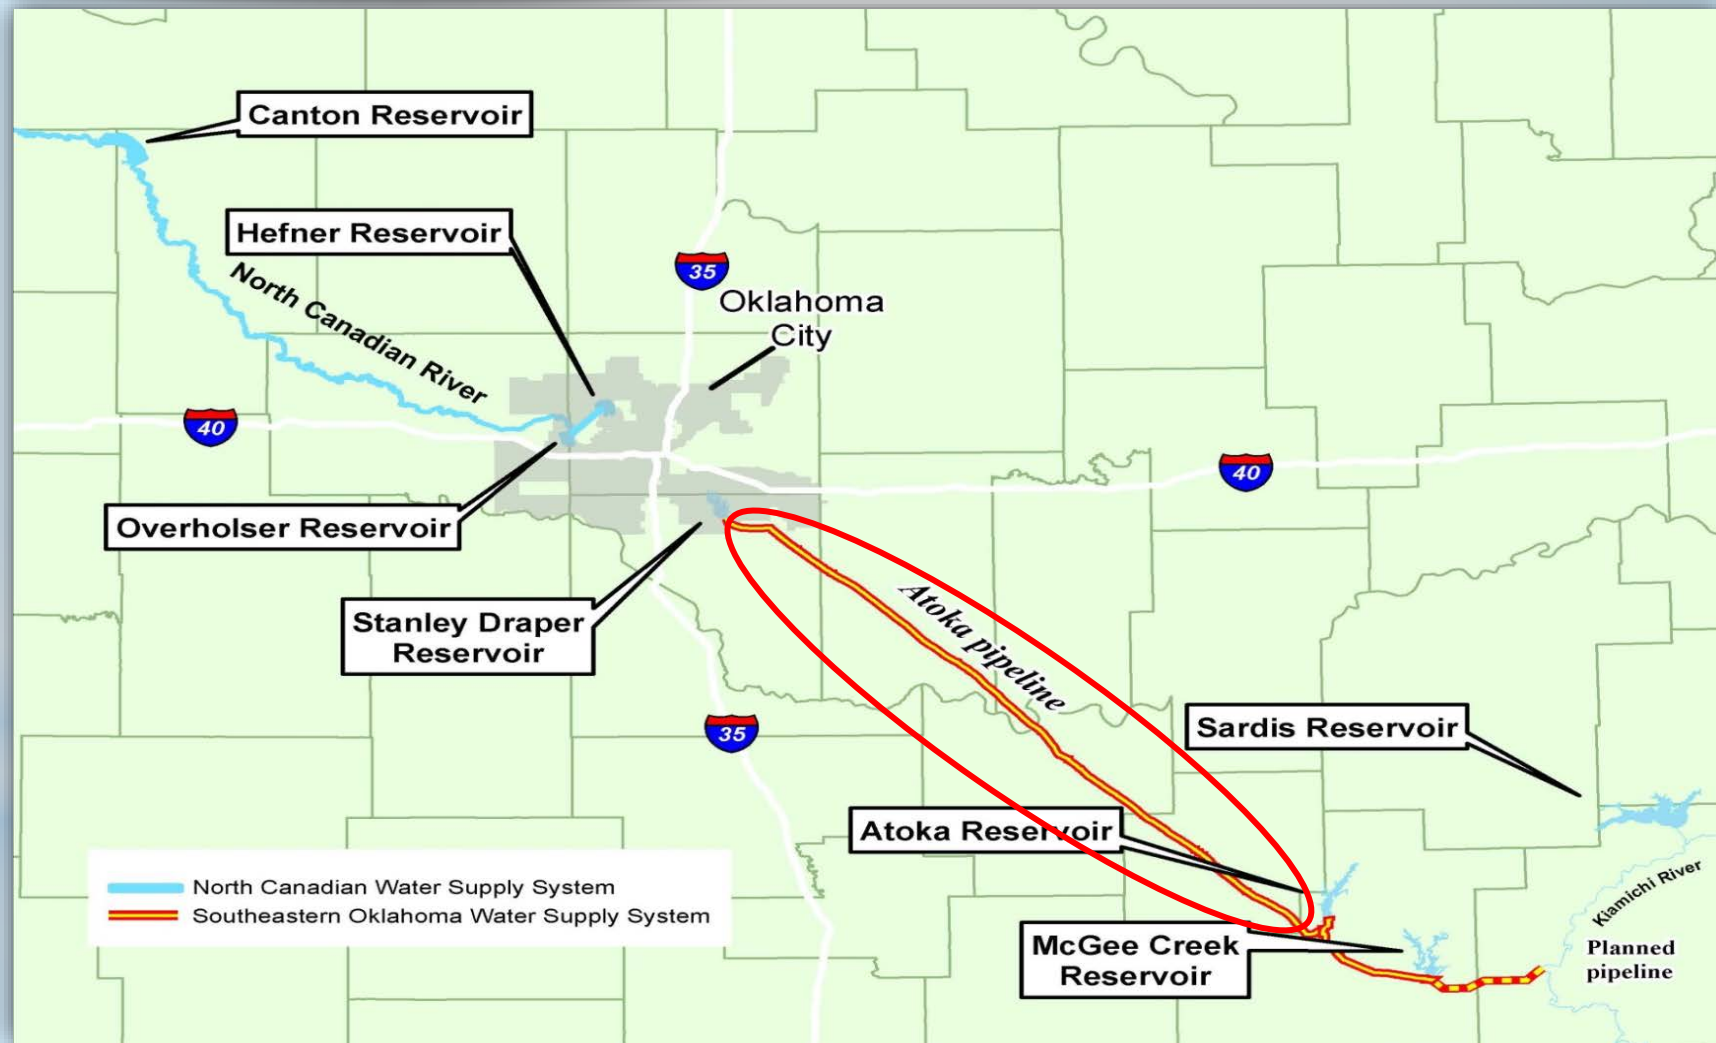 Canton Reservoir
Hefner Reservoir
North Canadian River
35
Oklahoma
City
40
40
Overholser Reservoir
Stanley Draper
Reservoir
Atoka pipeline
35
Sardis Reservoir
Atoka Reservoir
North Canadian Water Supply System
Southeastern Oklahoma Water Supply System
McGee Creek
Reservoir
Kiamichi River
Planned
pipeline